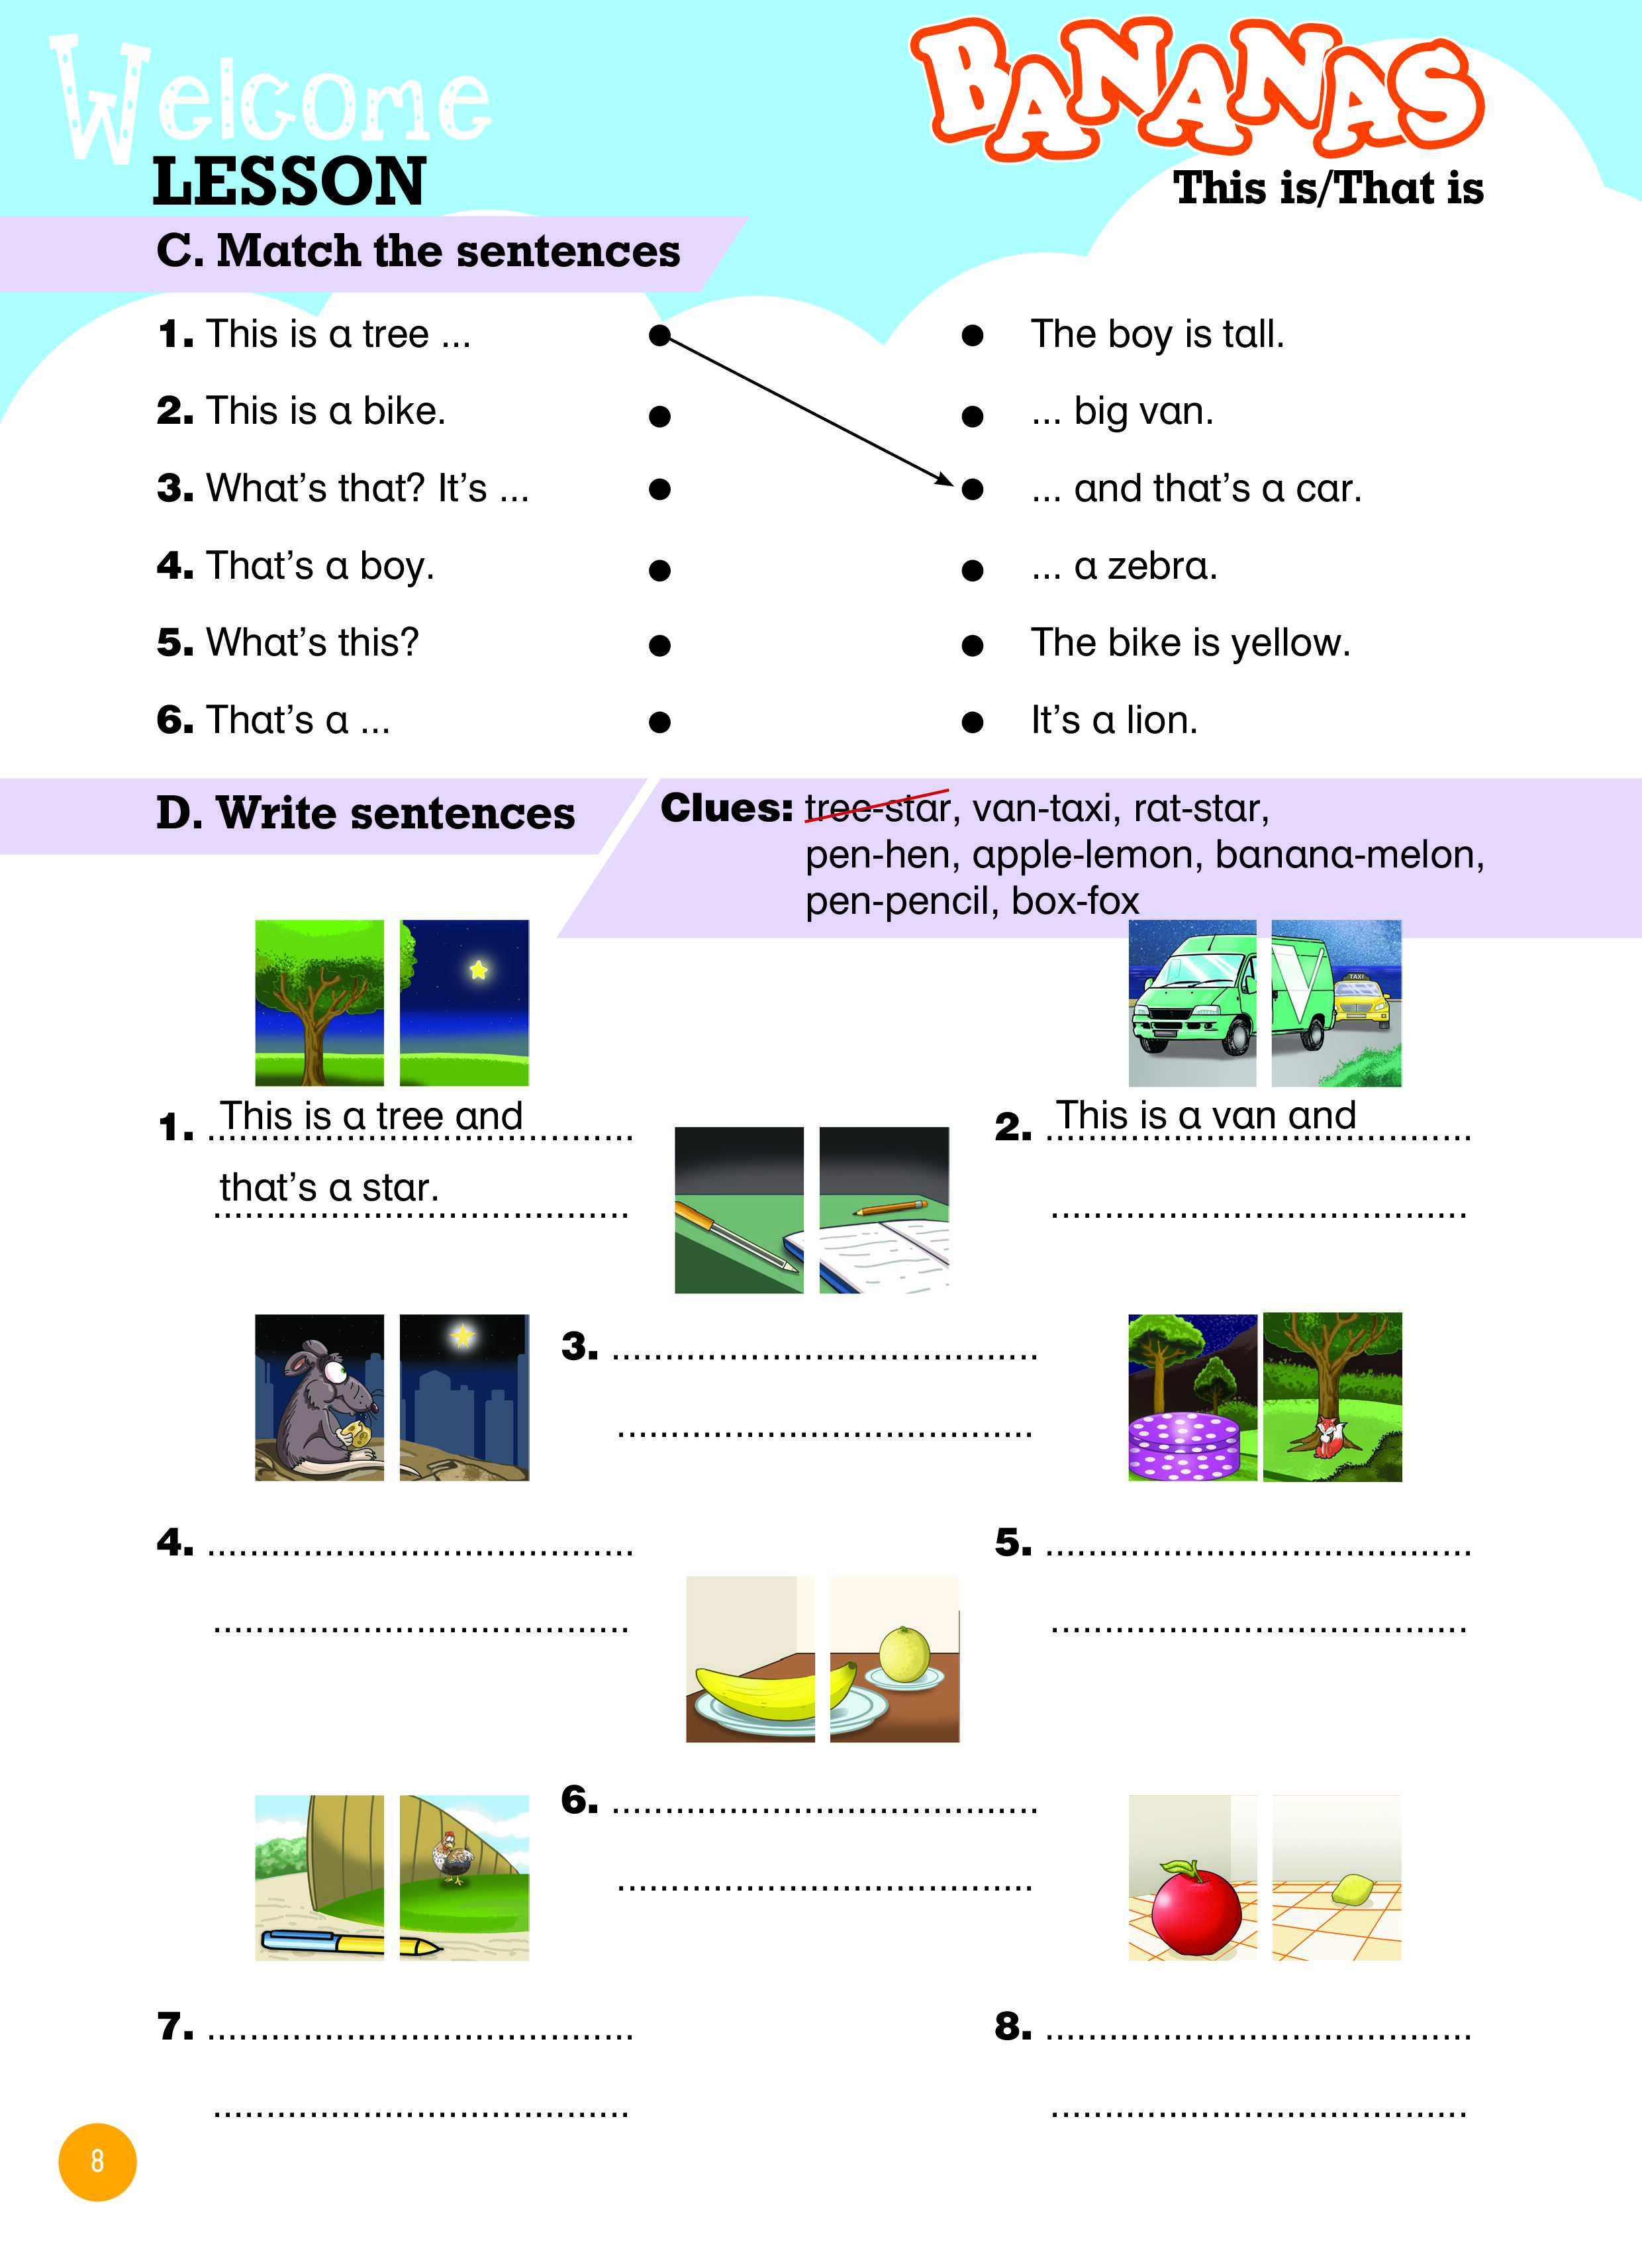 Welcome
LESSON
BANANAS
This is/That is
C. Match the sentences
1. This is a tree ...
The boy is tall.
2. This is a bike.
... big van.
3. What's that? It's ...
... and that's a car.
4. That's a boy.
... a zebra.
5. What's this?
The bike is yellow.
6. That's a ...
It's a lion.
D. Write sentences
Clues: tree-star, van-taxi, rat-star,
pen-hen, apple-lemon, banana-melon,
pen-pencil, box-fox
V
TAXI
1. This is a tree and
that's a star.
2. This is a van and
3.
4.
5.
6.
7.
8.
8